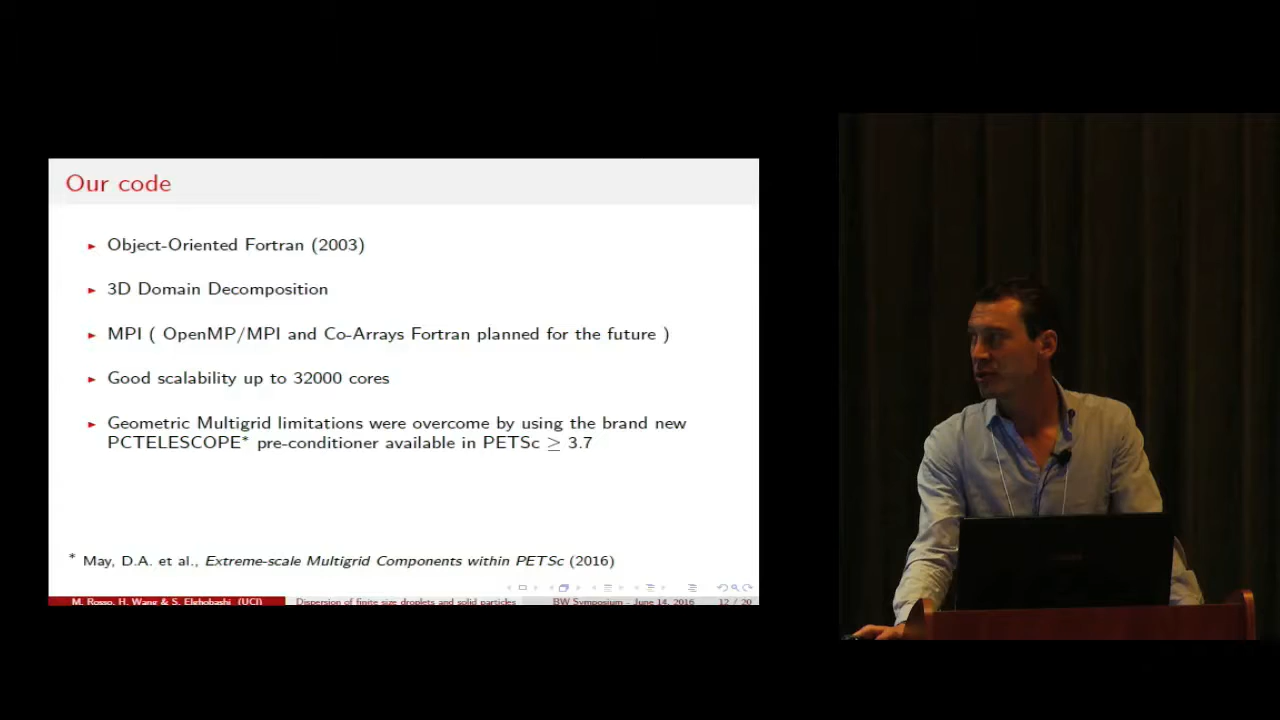 Our code
Object-Oriented Fortran (2003)
3D Domain Decomposition
MPI ( OpenMP/MPI and Co-Arrays Fortran planned for the future )
Good scalability up to 32000 cores
Geometric Multigrid limitations were overcome by using the brand new
PCTELESCOPE* pre-conditioner available in PETSc ≥ 3.7
* May, D.A. et al., Extreme-scale Multigrid Components within PETSc (2016)
M. Rosso, H. Wang & S. Elghobashi (UCI) Dispersion of finite size droplets and solid particles BW Symposium - June 14, 2016 12 / 20